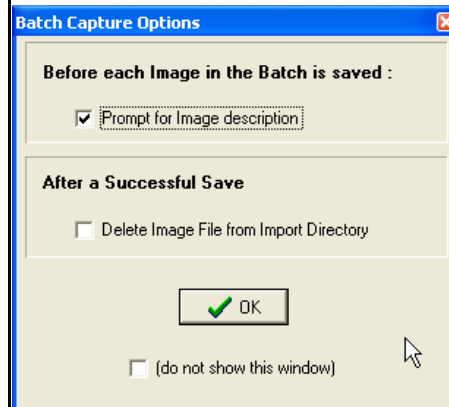 Batch Capture Options
Before each Image in the Batch is saved :
Prompt for Image description
After a Successful Save
Delete Image File from Import Directory
OK
(do not show this window)